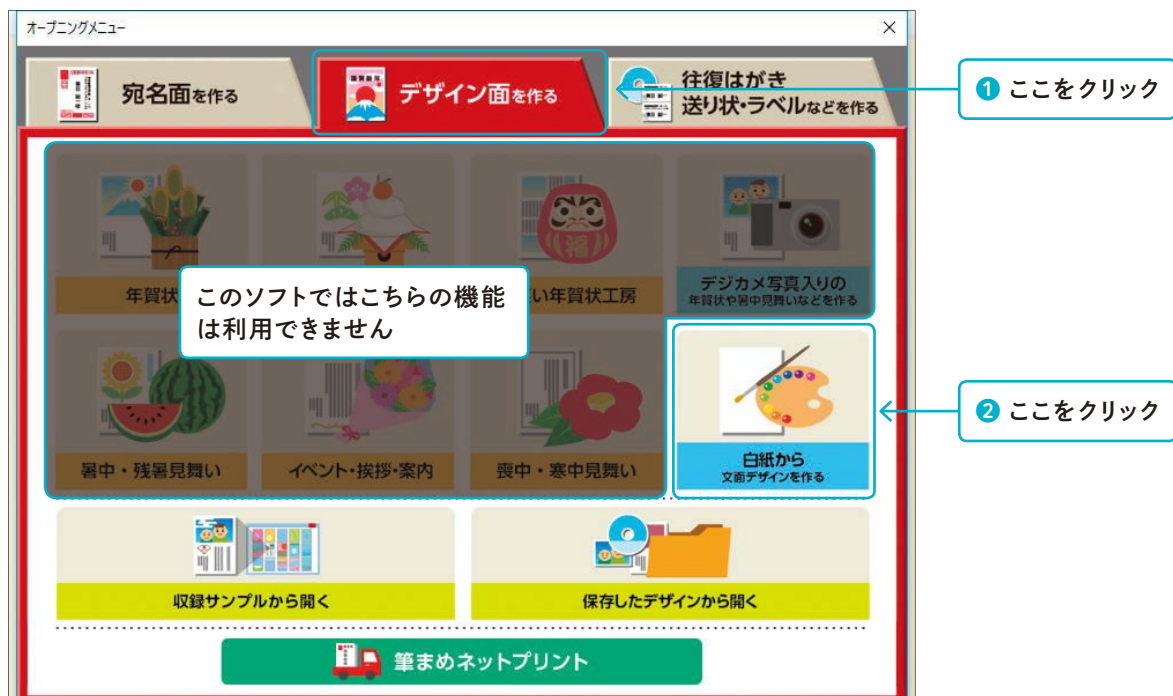 オープニングメニュー
宛名面を作る
デザイン面を作る
往復はがき
送り状・ラベルなどを作る
❶ ここをクリック
年賀状
い年賀状工房
デジカメ写真入りの
年賀状や暑中見舞いなどを作る
福
このソフトではこちらの機能
は利用できません
暑中・残暑見舞い
イベント・挨拶・案内
喪中・寒中見舞い
白紙から
文面デザインを作る
❷ ここをクリック
収録サンプルから開く
保存したデザインから開く
筆まめネットプリント